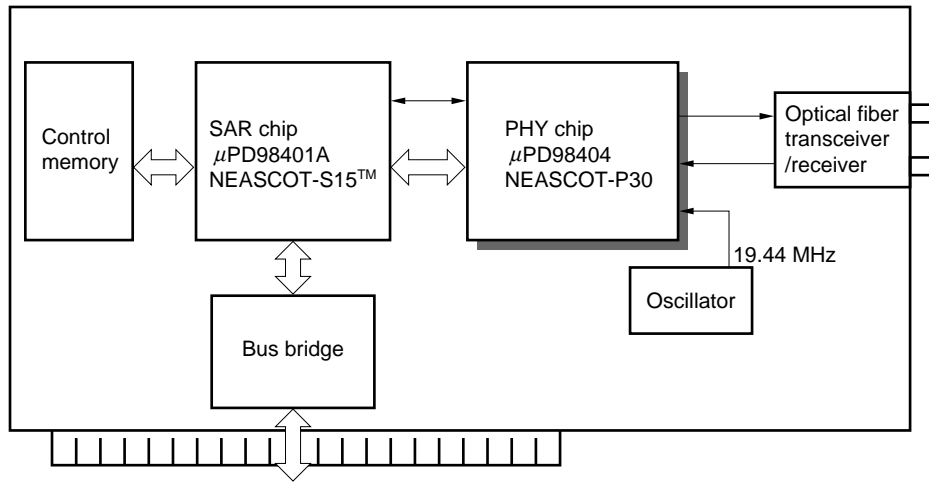 Control
memory
SAR chip
μPD98401A
NEASCOT-S15™
PHY chip
μPD98404
NEASCOT-P30
Optical fiber
transceiver
/receiver
19.44 MHz
Oscillator
Bus bridge